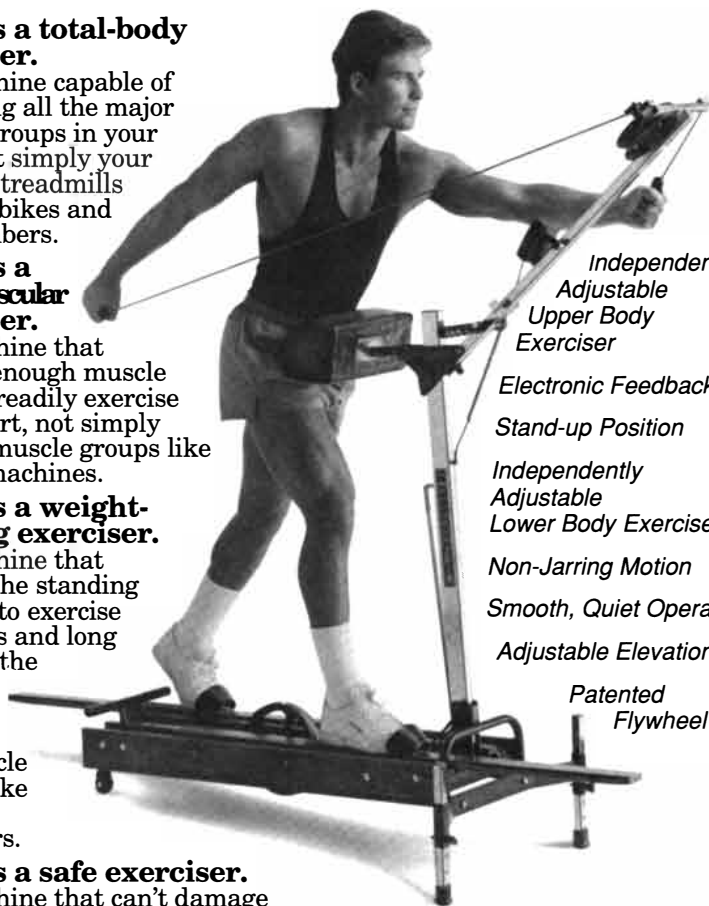 s a total-body
er.
hine capable of
g all the major
roups in your
t simply your
treadmills
bikes and
bers.
s a
scular
er.
hine that
enough muscle
readily exercise
rt, not simply
muscle groups like
machines.
s a weight-
g exerciser.
hine that
he standing
to exercise
s and long
the
cle
ke
rs.
s a safe exerciser.
hine that can't damage
Independen
Adjustable
Upper Body
Exerciser
Electronic Feedback
Stand-up Position
Independently
Adjustable
Lower Body Exercise
Non-Jarring Motion
Smooth, Quiet Opera
Adjustable Elevation
Patented
Flywheel